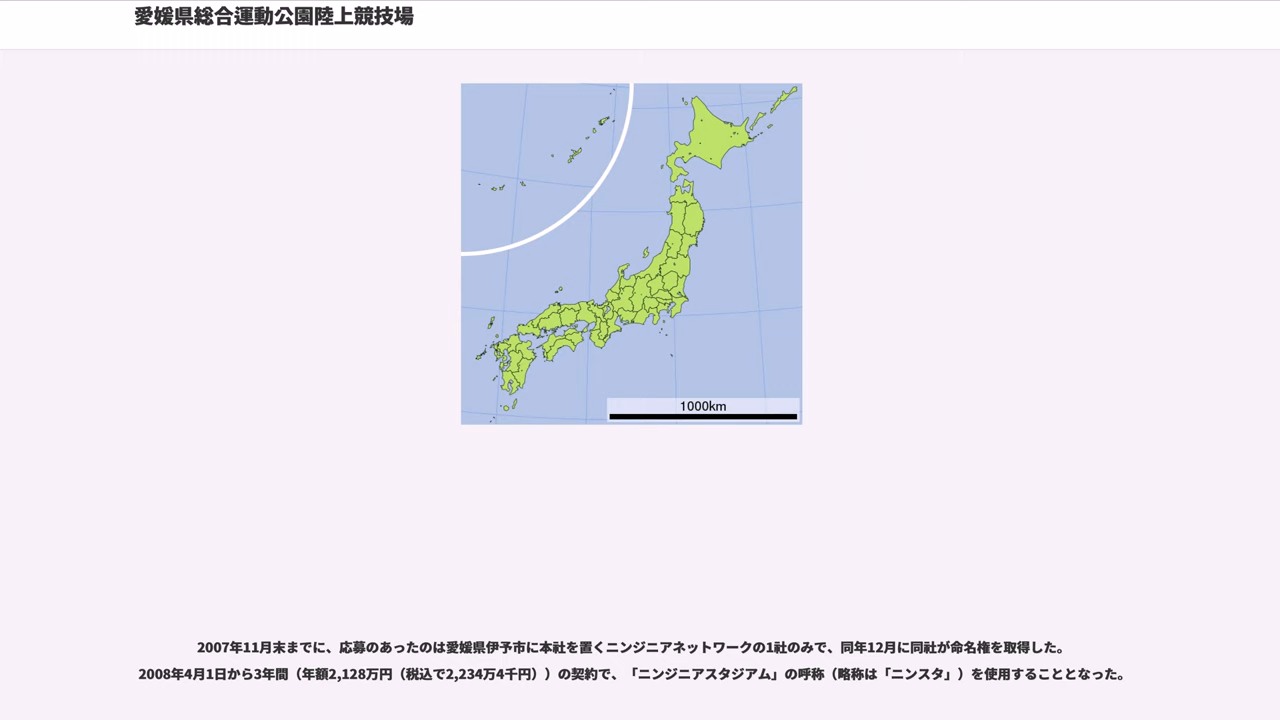 愛媛県総合運動公園陸上競技場
1000km
2007年11月末までに、応募のあったのは愛媛県伊予市に本社を置くニンジニアネットワークの1社のみで、同年12月に同社が命名権を取得した。
2008年4月1日から3年間（年額2,128万円（税込で2,234万4千円））の契約で、「ニンジニアスタジアム」の呼称（略称は「ニンスタ」）を使用することとなった。